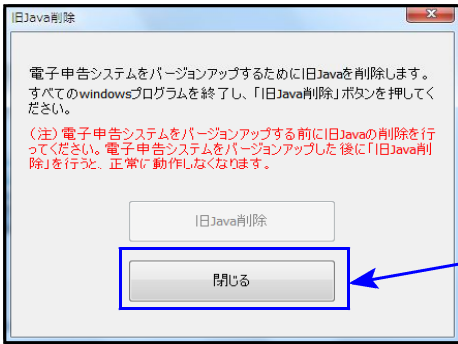 旧Java削除
電子申告システムをバージョンアップするために旧Javaを削除します。
すべてのwindowsプログラムを終了し、「旧Java削除」ボタンを押してく
ださい。
（注）電子申告システムをバージョンアップする前に旧Javaの削除を行
ってください。電子申告システムをバージョンアップした後に「旧Java削
除」を行うと、正常に動作しなくなります。
旧Java削除
閉じる